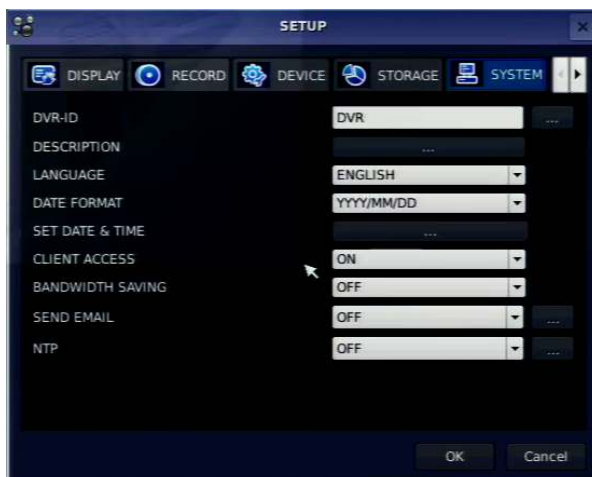 SETUP
DISPLAY RECORD DEVICE STORAGE SYSTEM
DVR-ID DVR ...
DESCRIPTION ...
LANGUAGE ENGLISH
DATE FORMAT YYYY/MM/DD
SET DATE & TIME ...
CLIENT ACCESS ON
BANDWIDTH SAVING OFF
SEND EMAIL OFF ...
NTP OFF ...
OK Cancel